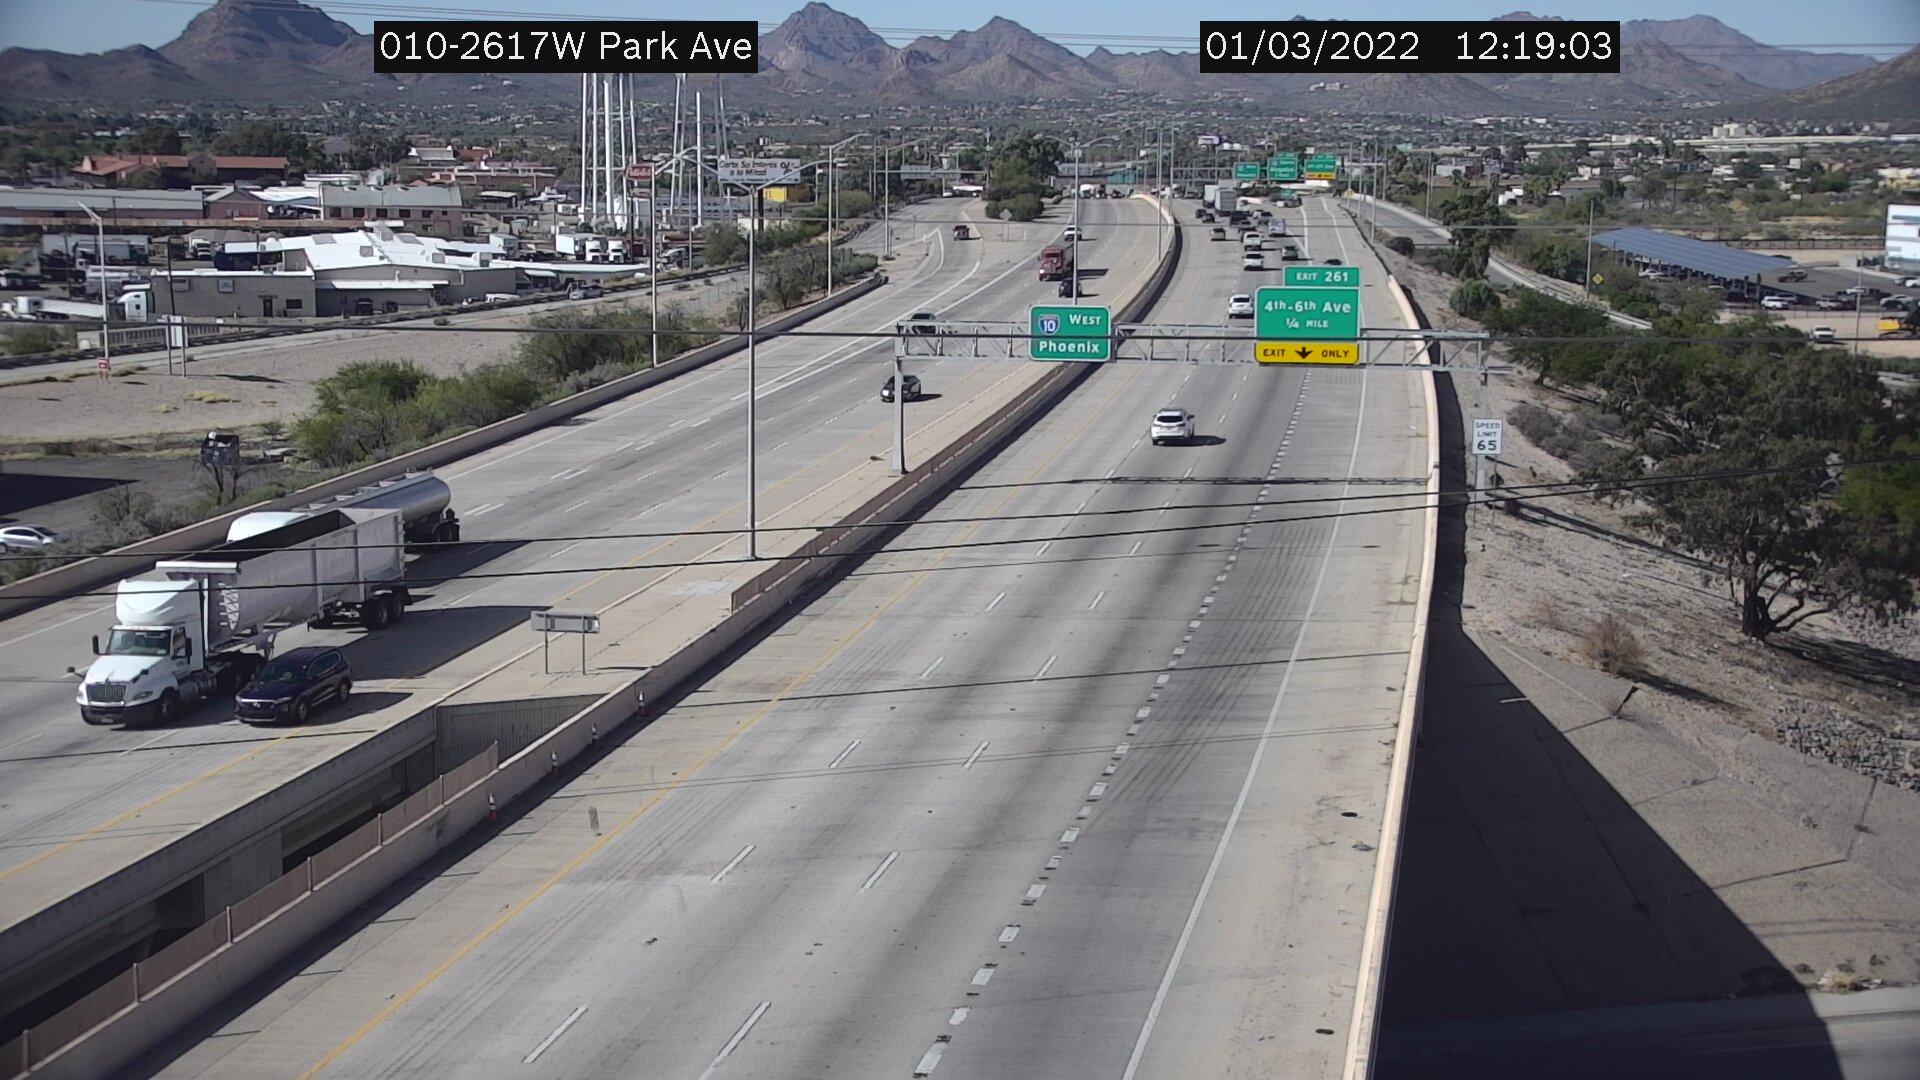 010-2617W Park Ave
01/03/2022 12:19:03
EXIT 261
4th-6th Ave
1/4 MILE
EXIT ONLY
10 WEST
Phoenix
SPEED
LIMIT
65